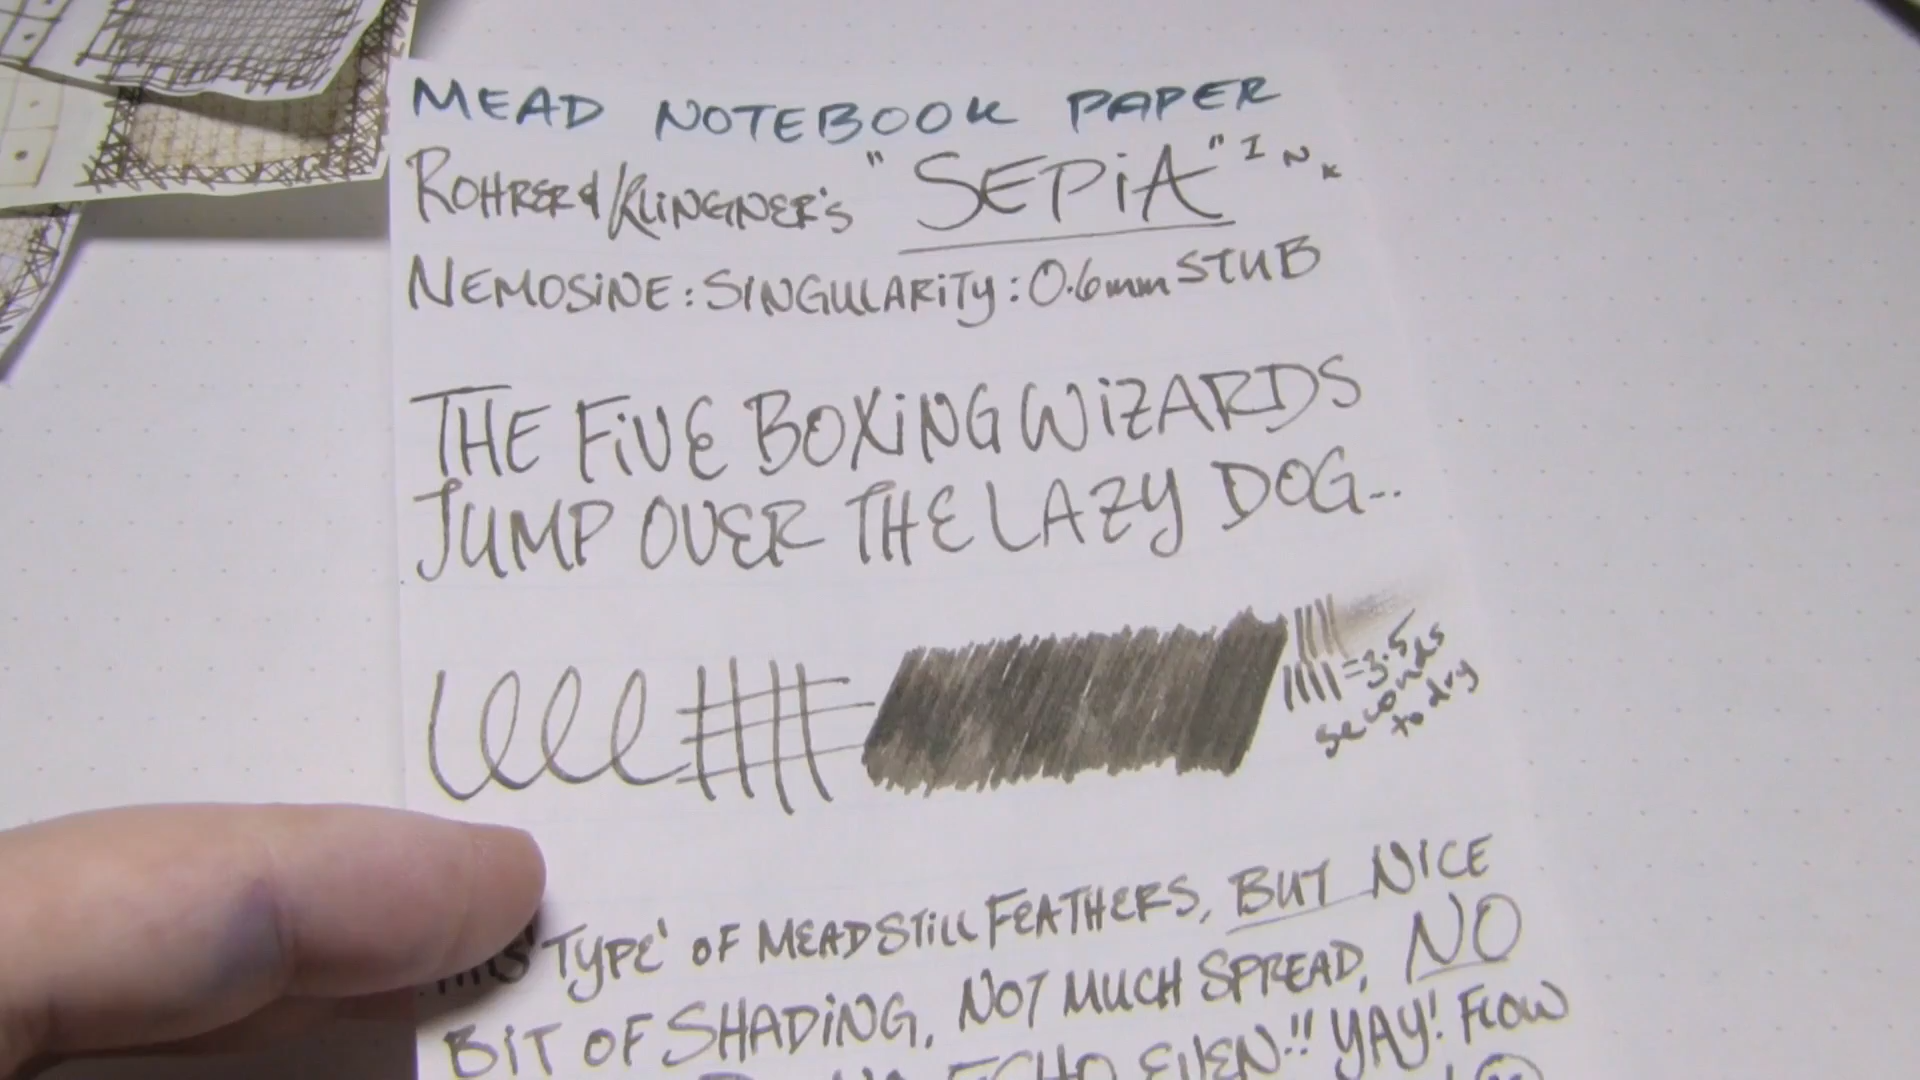 MEAD NOTEBOOK PAPER
ROHRER & KLINGNER'S "SEPiA" INK
NEMOSiNE : SiNGULARiTy : 0.6mm STUB
THE FiVE BOXiNG WiZARDS
JUMP OVER THE LAZY DOG..
=3.5
seconds
to dry
'TYPE' OF MEAD STiLL FEATHERS, BUT NICE
BiT OF SHADiNG, NOT MUCH SPREAD, NO
ECHO EVEN!! YAY! FLOW